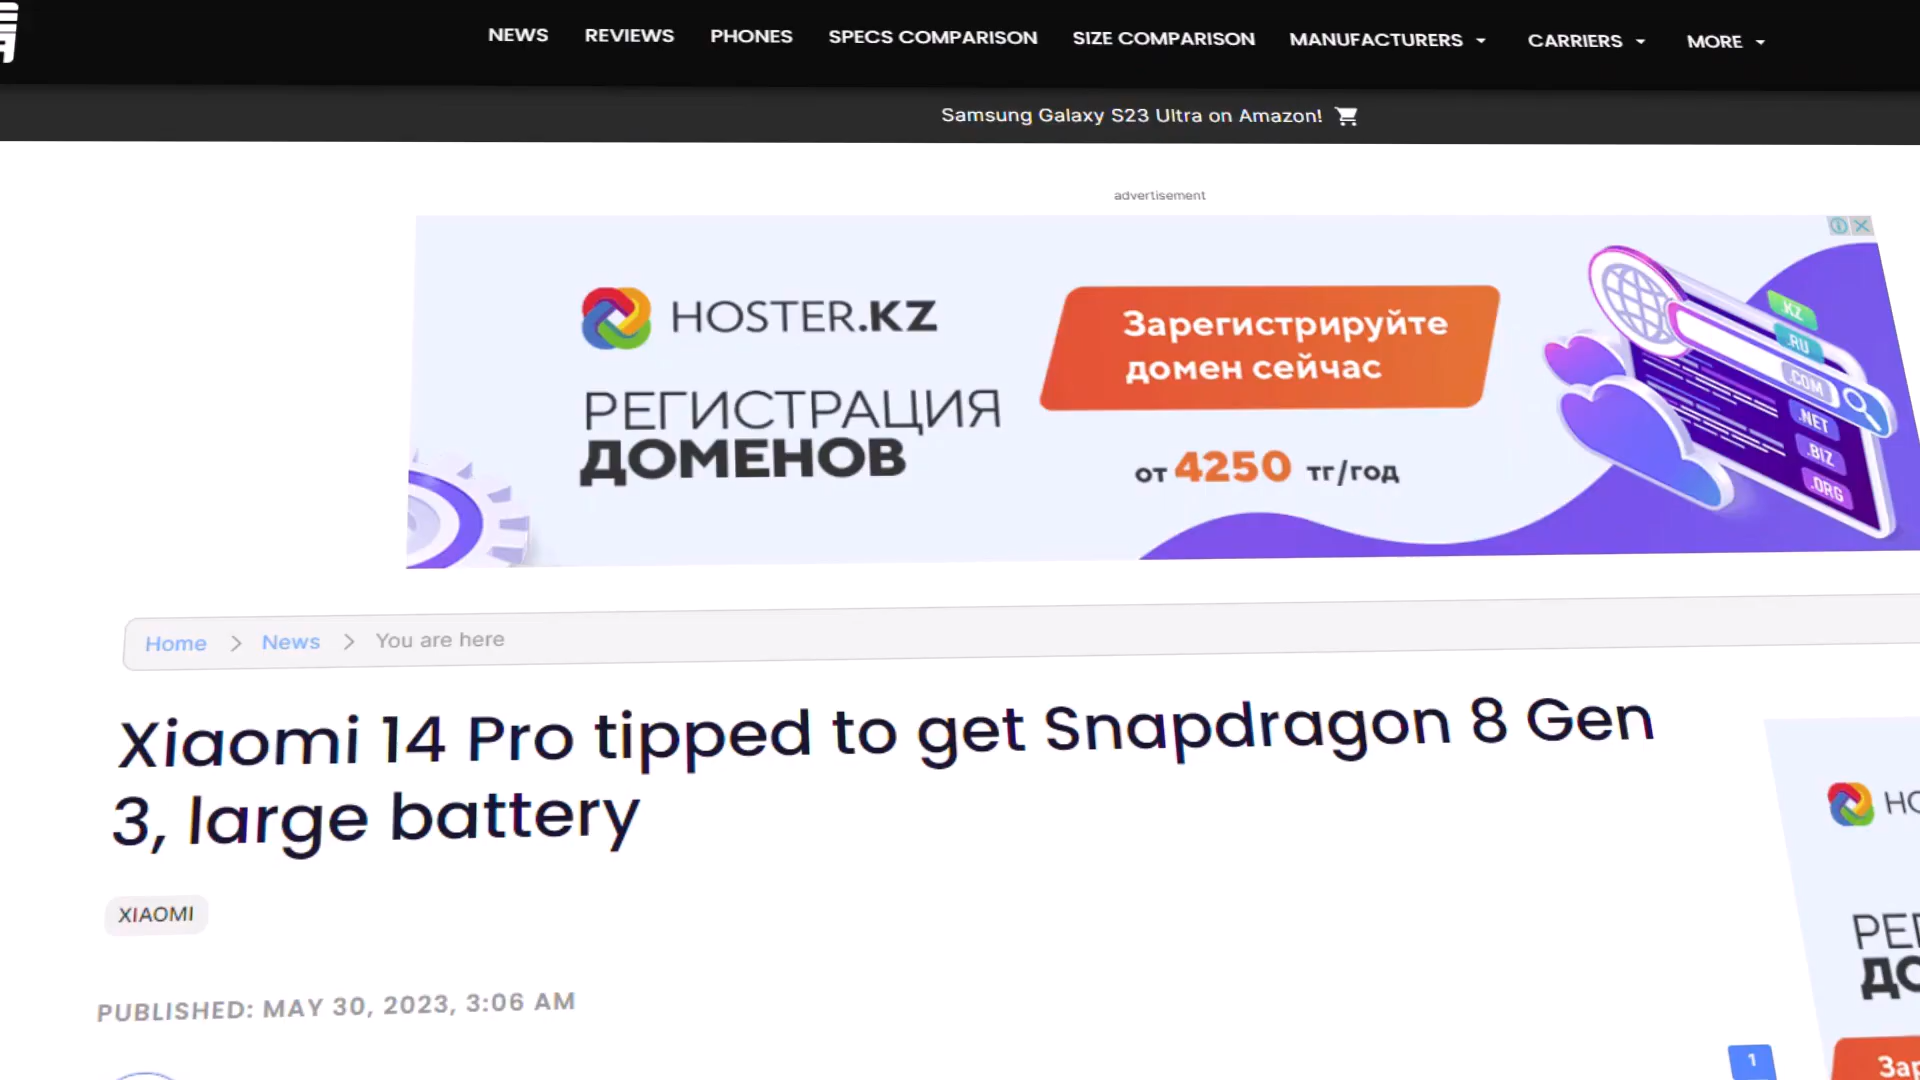 NEWS REVIEWS PHONES SPECS COMPARISON SIZE COMPARISON MANUFACTURERS CARRIERS MORE
Samsung Galaxy S23 Ultra on Amazon!
advertisement
HOSTER.KZ
РЕГИСТРАЦИЯ
ДОМЕНОВ
Зарегистрируйте
домен сейчас
от 4250 тг/год
.KZ
.RU
.COM
.NET
.BIZ
.ORG
Home > News > You are here
Xiaomi 14 Pro tipped to get Snapdragon 8 Gen
3, large battery
XIAOMI
PUBLISHED: MAY 30, 2023, 3:06 AM
1